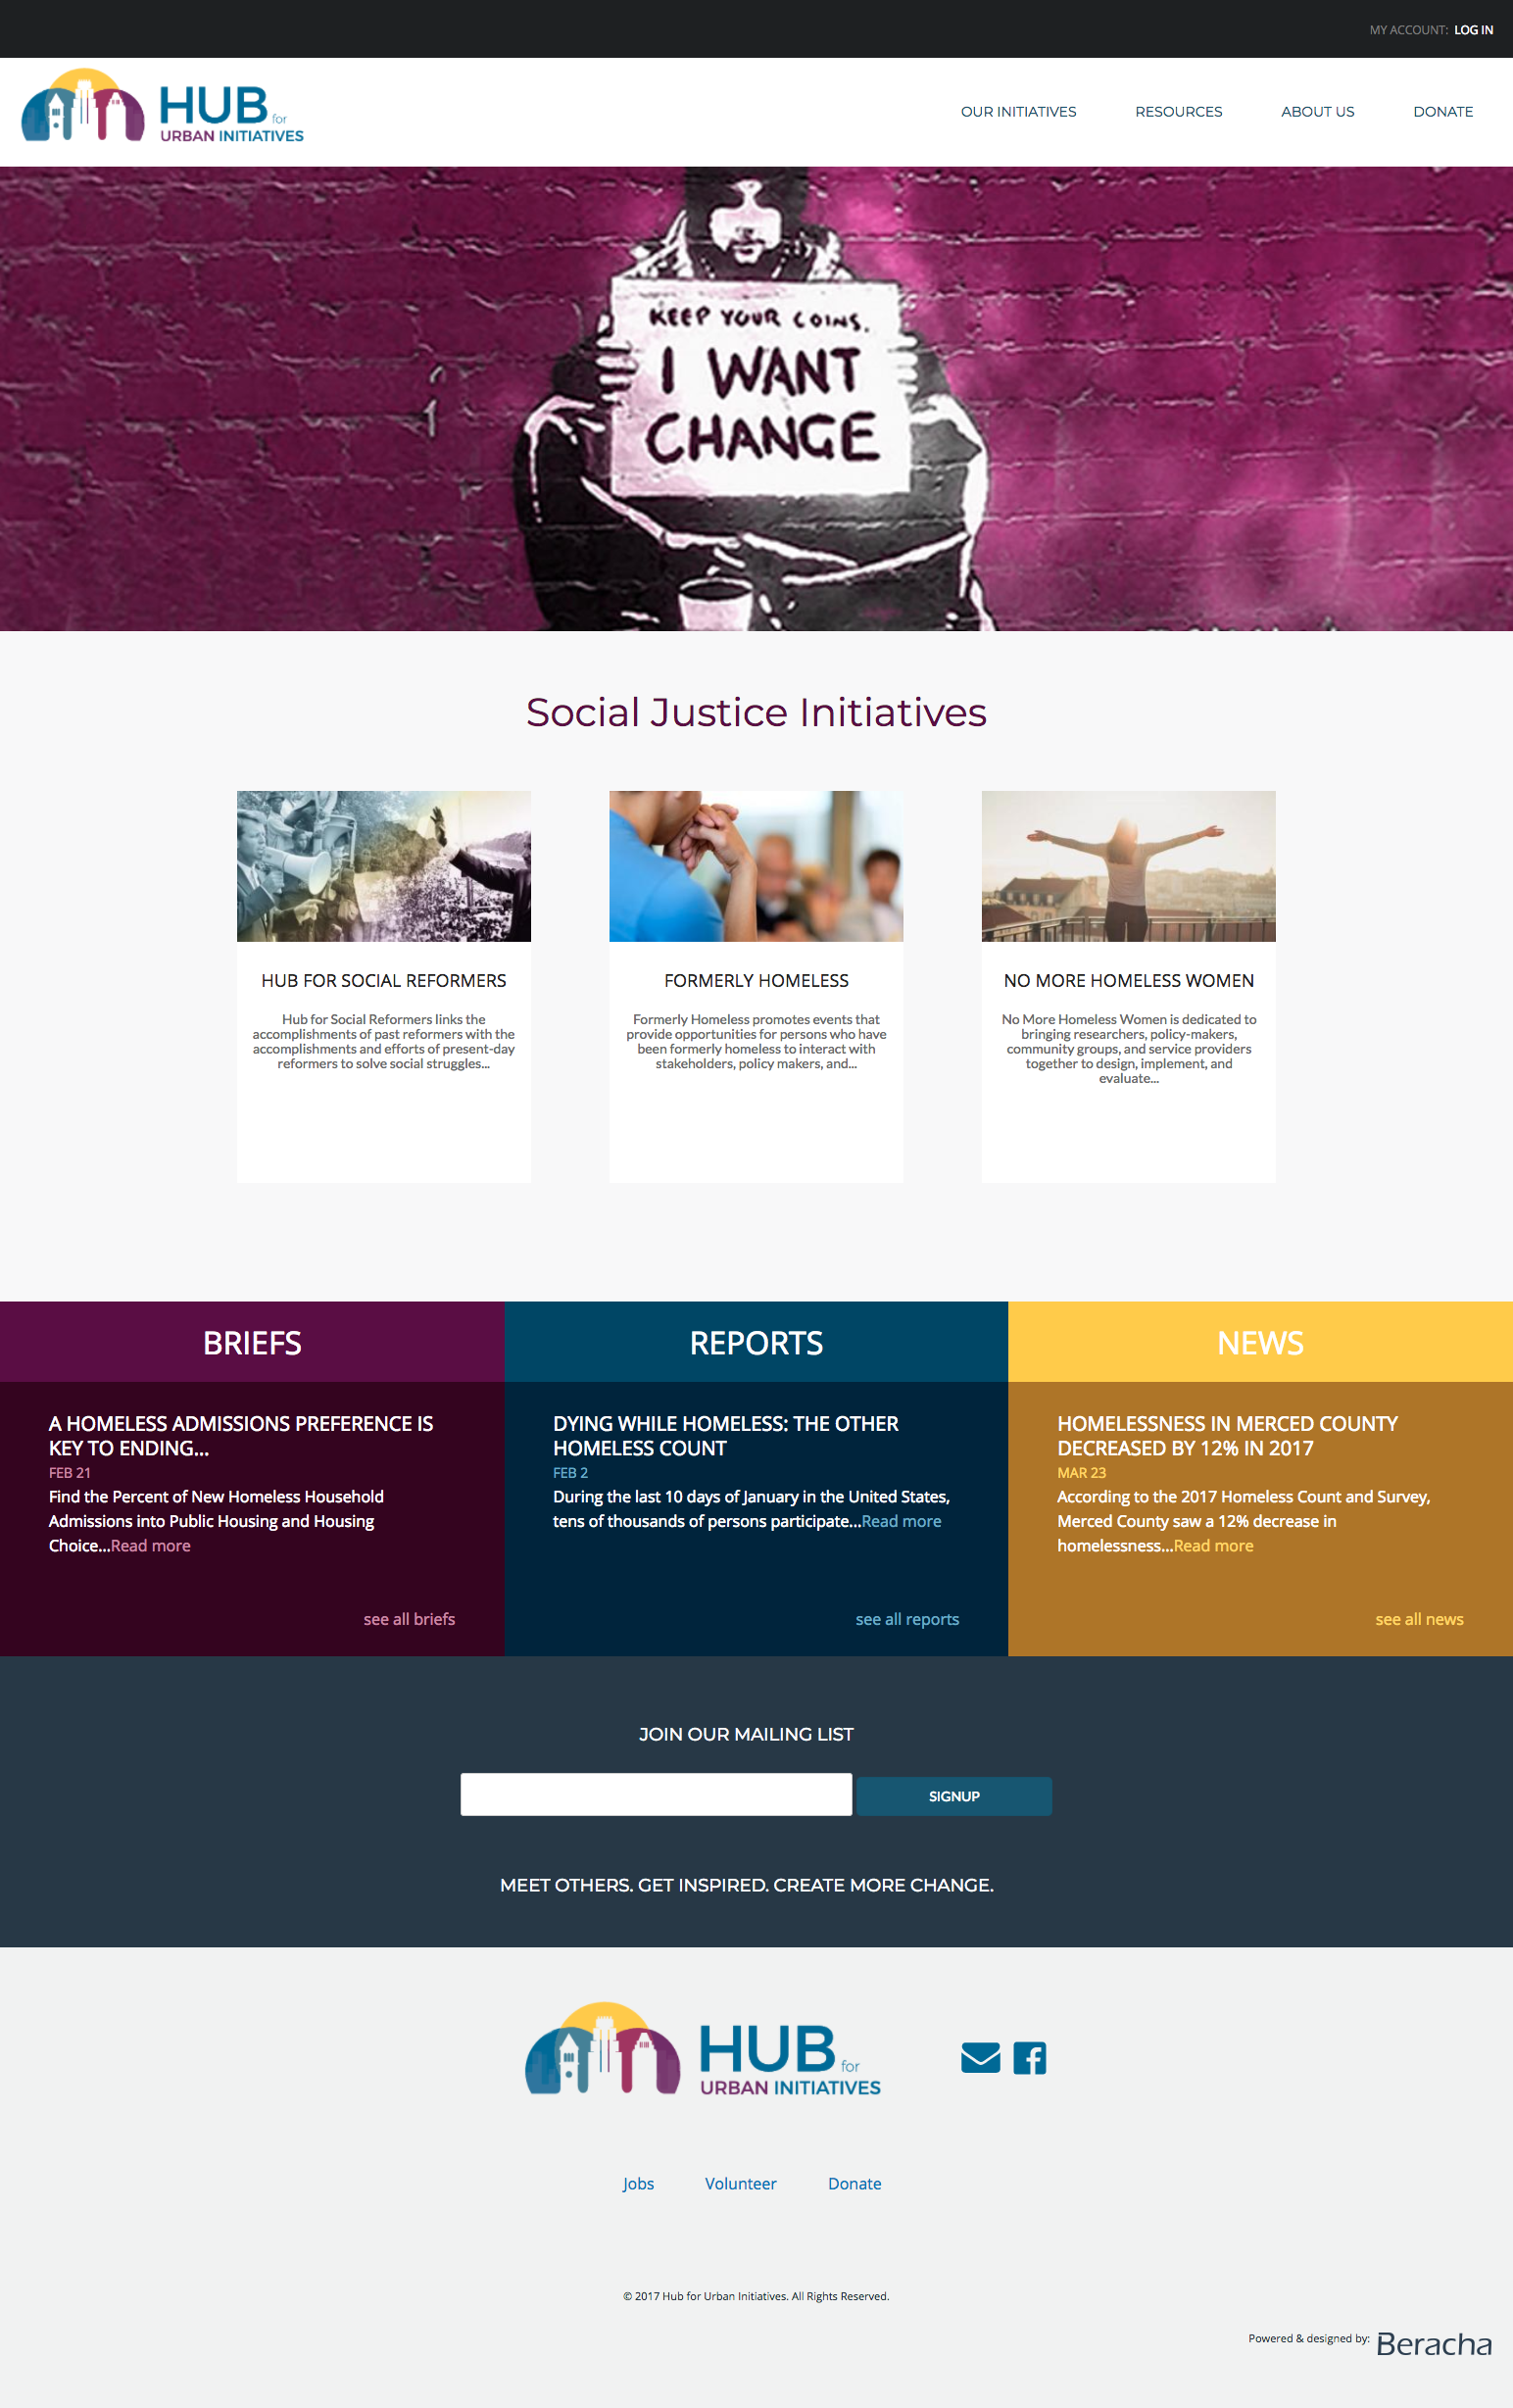 MY ACCOUNT: LOG IN
HUB for
URBAN INITIATIVES
OUR INITIATIVES RESOURCES ABOUT US DONATE
KEEP YOUR COINS.
I WANT
CHANGE
Social Justice Initiatives
HUB FOR SOCIAL REFORMERS
Hub for Social Reformers links the
accomplishments of past reformers with the
accomplishments and efforts of present-day
reformers to solve social struggles...
FORMERLY HOMELESS
Formerly Homeless promotes events that
provide opportunities for persons who have
been formerly homeless to interact with
stakeholders, policy makers, and...
NO MORE HOMELESS WOMEN
No More Homeless Women is dedicated to
bringing researchers, policy-makers,
community groups, and service providers
together to design, implement, and
evaluate...
BRIEFS
A HOMELESS ADMISSIONS PREFERENCE IS
KEY TO ENDING...
FEB 21
Find the Percent of New Homeless Household
Admissions into Public Housing and Housing
Choice...Read more
see all briefs
REPORTS
DYING WHILE HOMELESS: THE OTHER
HOMELESS COUNT
FEB 2
During the last 10 days of January in the United States,
tens of thousands of persons participate...Read more
see all reports
NEWS
HOMELESSNESS IN MERCED COUNTY
DECREASED BY 12% IN 2017
MAR 23
According to the 2017 Homeless Count and Survey,
Merced County saw a 12% decrease in
homelessness...Read more
see all news
JOIN OUR MAILING LIST
SIGNUP
MEET OTHERS. GET INSPIRED. CREATE MORE CHANGE.
HUB for
URBAN INITIATIVES
Jobs Volunteer Donate
© 2017 Hub for Urban Initiatives. All Rights Reserved.
Powered & designed by: Beracha